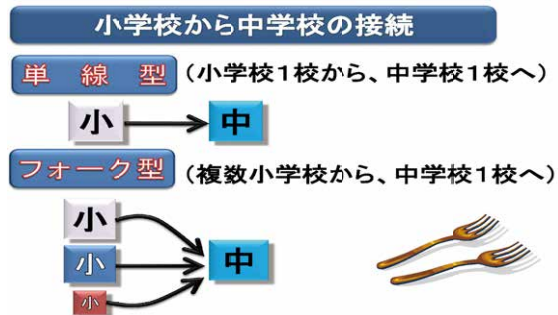 小学校から中学校の接続
単線型 (小学校1校から、中学校1校へ)
小 中
フォーク型 (複数小学校から、中学校1校へ)
小
小 中
小